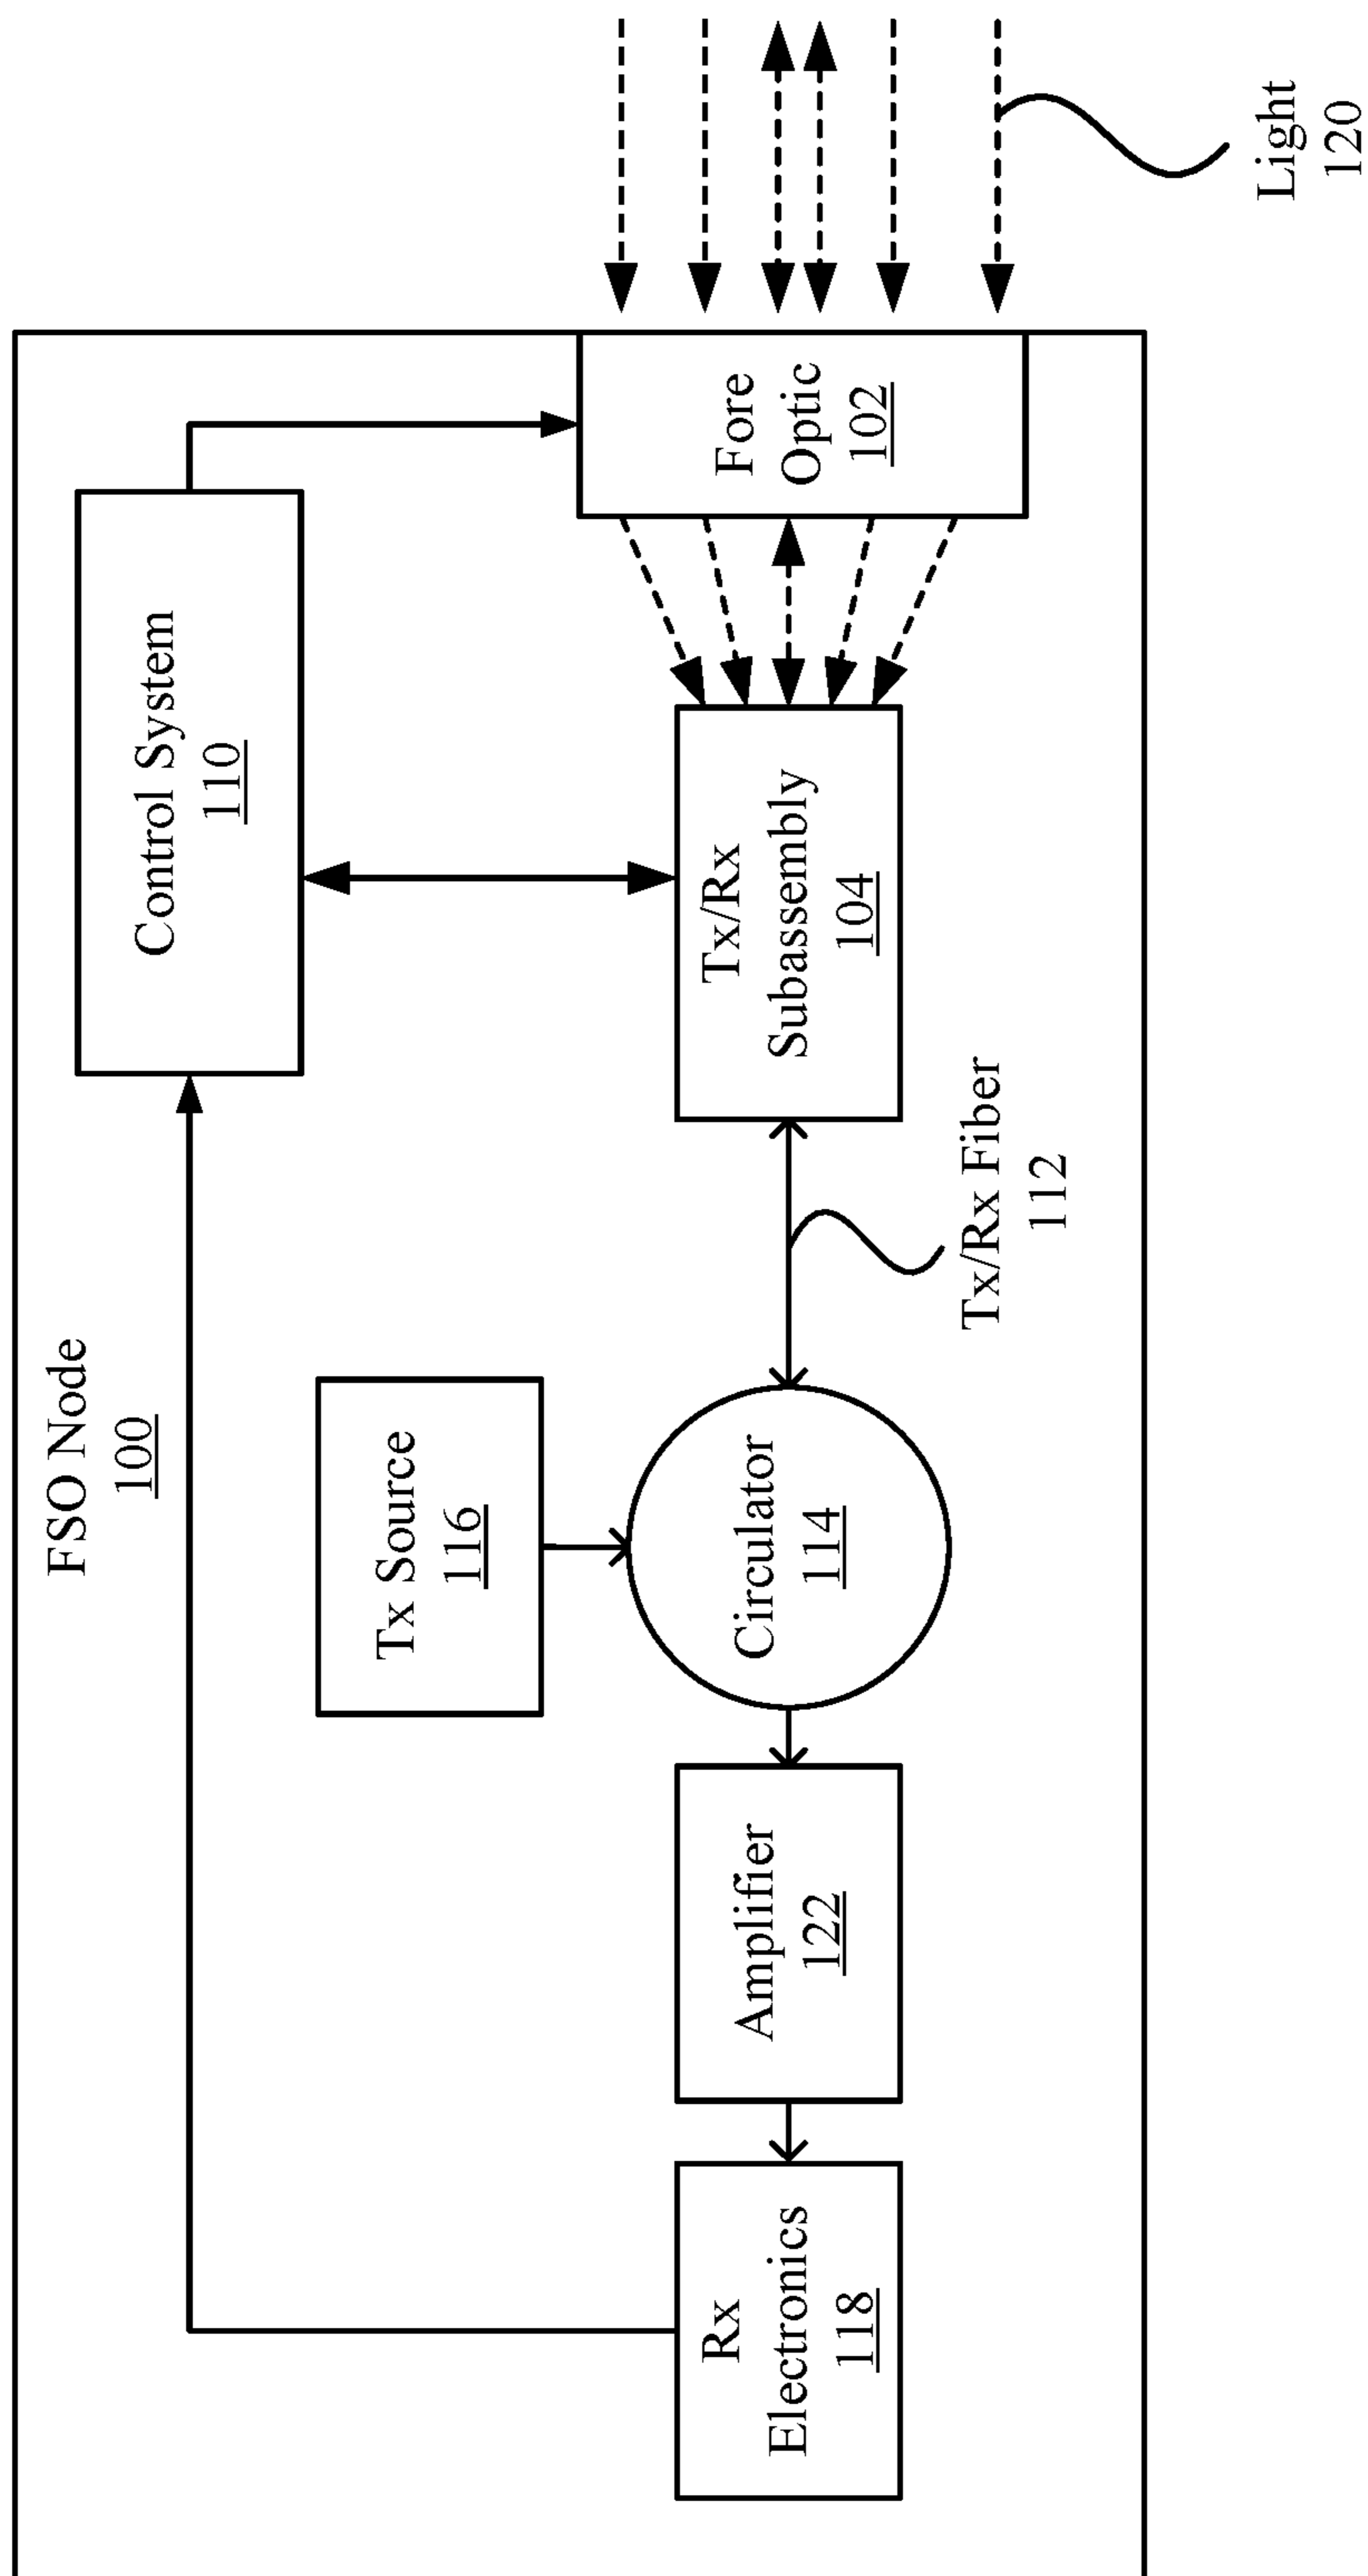 FSO Node
100
Control System
110
Tx Source
116
Rx
Electronics
118
Amplifier
122
Circulator
114
Tx/Rx
Subassembly
104
Fore
Optic
102
Tx/Rx Fiber
112
Light
120